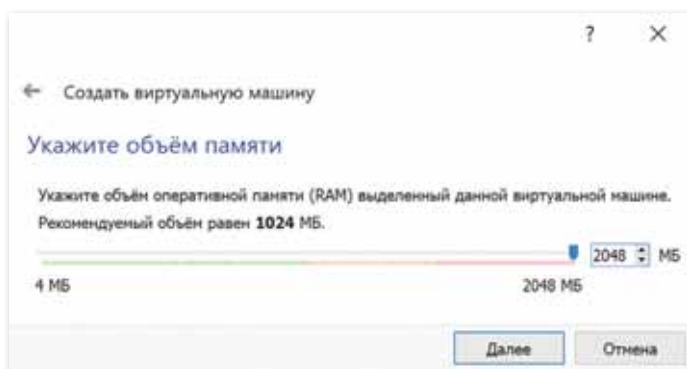 ?
Создать виртуальную машину
Укажите объём памяти
Укажите объём оперативной памяти (RAM) выделенный данной виртуальной машине.
Рекомендуемый объём равен 1024 МБ.
2048 МБ
4 МБ 2048 МБ
Далее Отмена